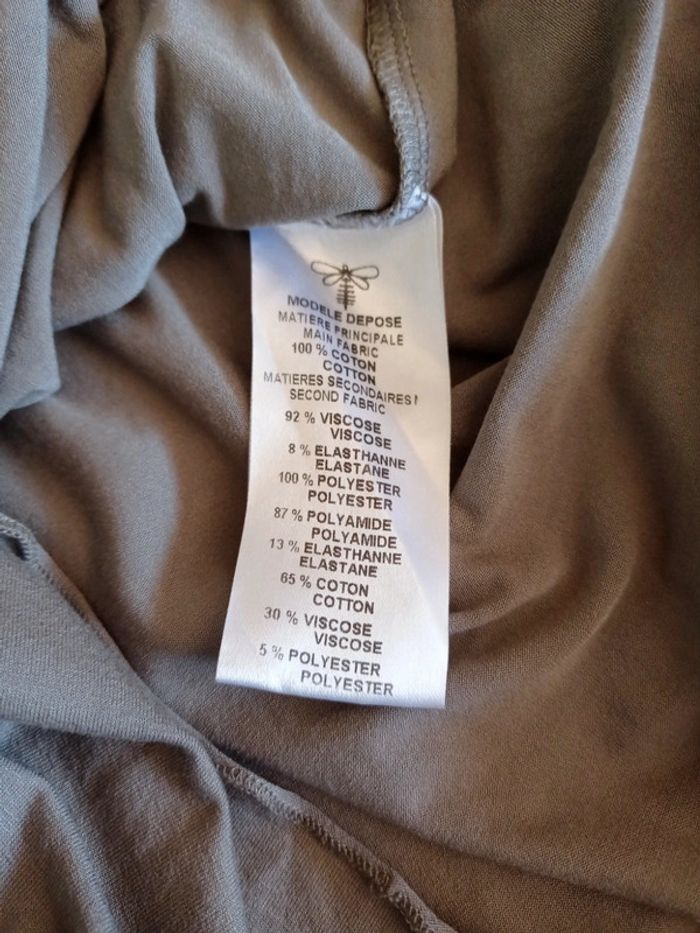 MODELE DEPOSE
MATIERE PRINCIPALE
MAIN FABRIC
100 % COTON
COTTON
MATIERES SECONDAIRES /
SECOND FABRIC
92 % VISCOSE
VISCOSE
8 % ELASTHANNE
ELASTANE
100 % POLYESTER
POLYESTER
87 % POLYAMIDE
POLYAMIDE
13 % ELASTHANNE
ELASTANE
65 % COTON
COTTON
30 % VISCOSE
VISCOSE
5 % POLYESTER
POLYESTER